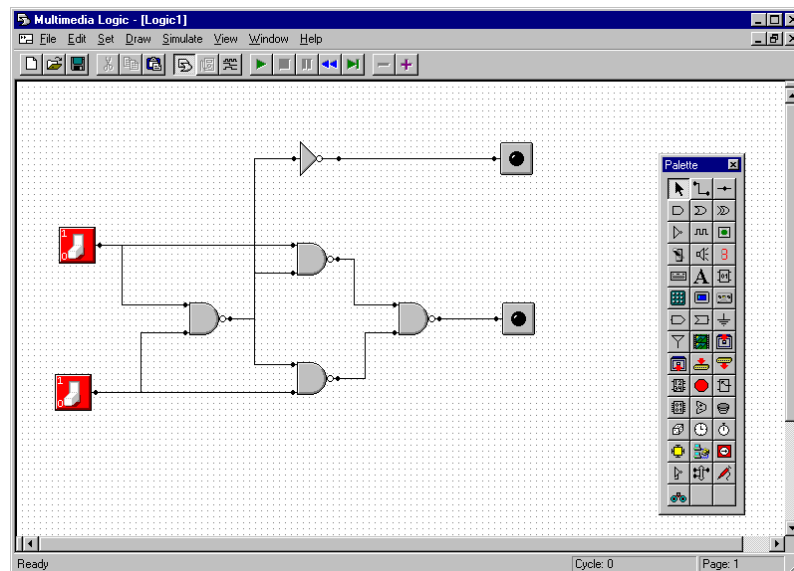 Multimedia Logic - [Logic1]
File Edit Set Draw Simulate View Window Help
Palette
1
0
1
0
A
8
Ready
Cycle: 0
Page: 1